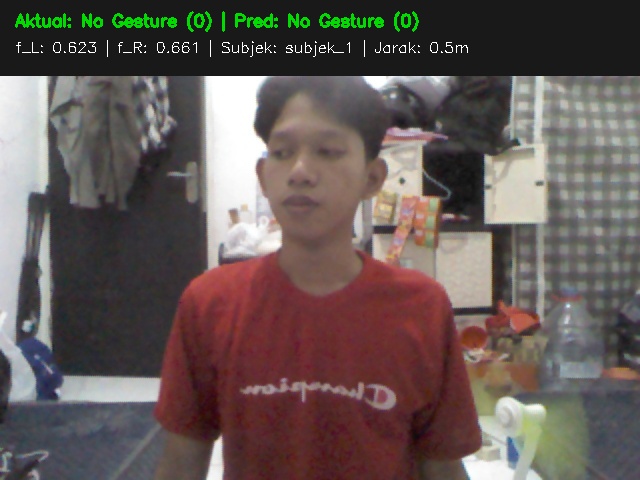 Aktual: No Gesture (0) | Pred: No Gesture (0)
f_L: 0.623 | f_R: 0.661 | Subjek: subjek_1 | Jarak: 0.5m
Champion